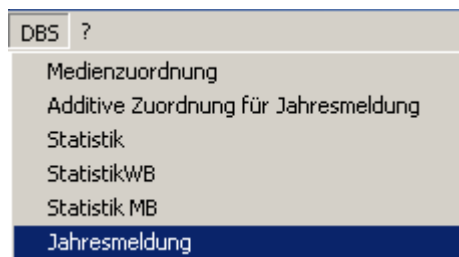 DBS ?
Medienzuordnung
Additive Zuordnung für Jahresmeldung
Statistik
StatistikWB
Statistik MB
Jahresmeldung